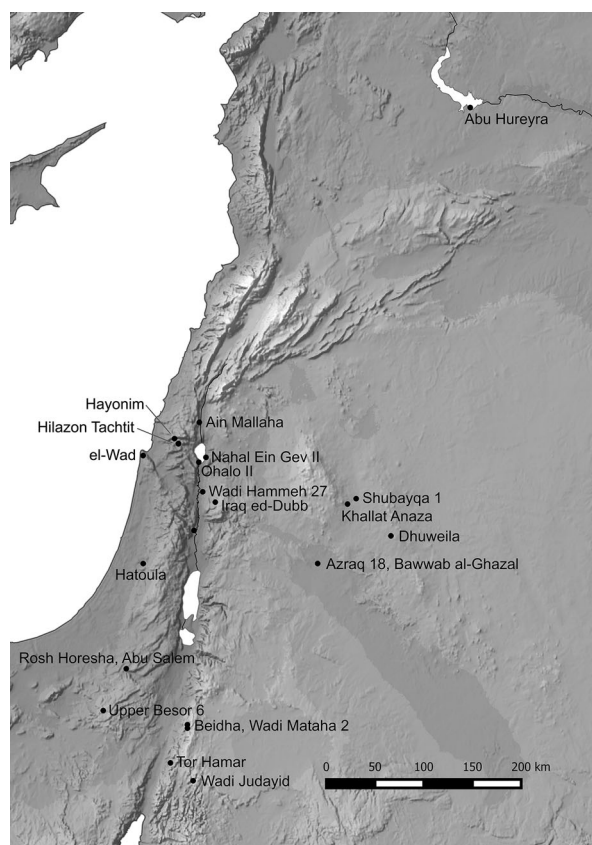 Abu Hureyra
Hayonim
Ain Mallaha
Hilazon Tachtit
el-Wad
Nahal Ein Gev II
Ohalo II
Wadi Hammeh 27
Iraq ed-Dubb
Shubayqa 1
Khallat Anaza
Dhuweila
Hatoula
Azraq 18, Bawwab al-Ghazal
Rosh Horesha, Abu Salem
Upper Besor 6
Beidha, Wadi Mataha 2
Tor Hamar
Wadi Judayid
0 50 100 150 200 km